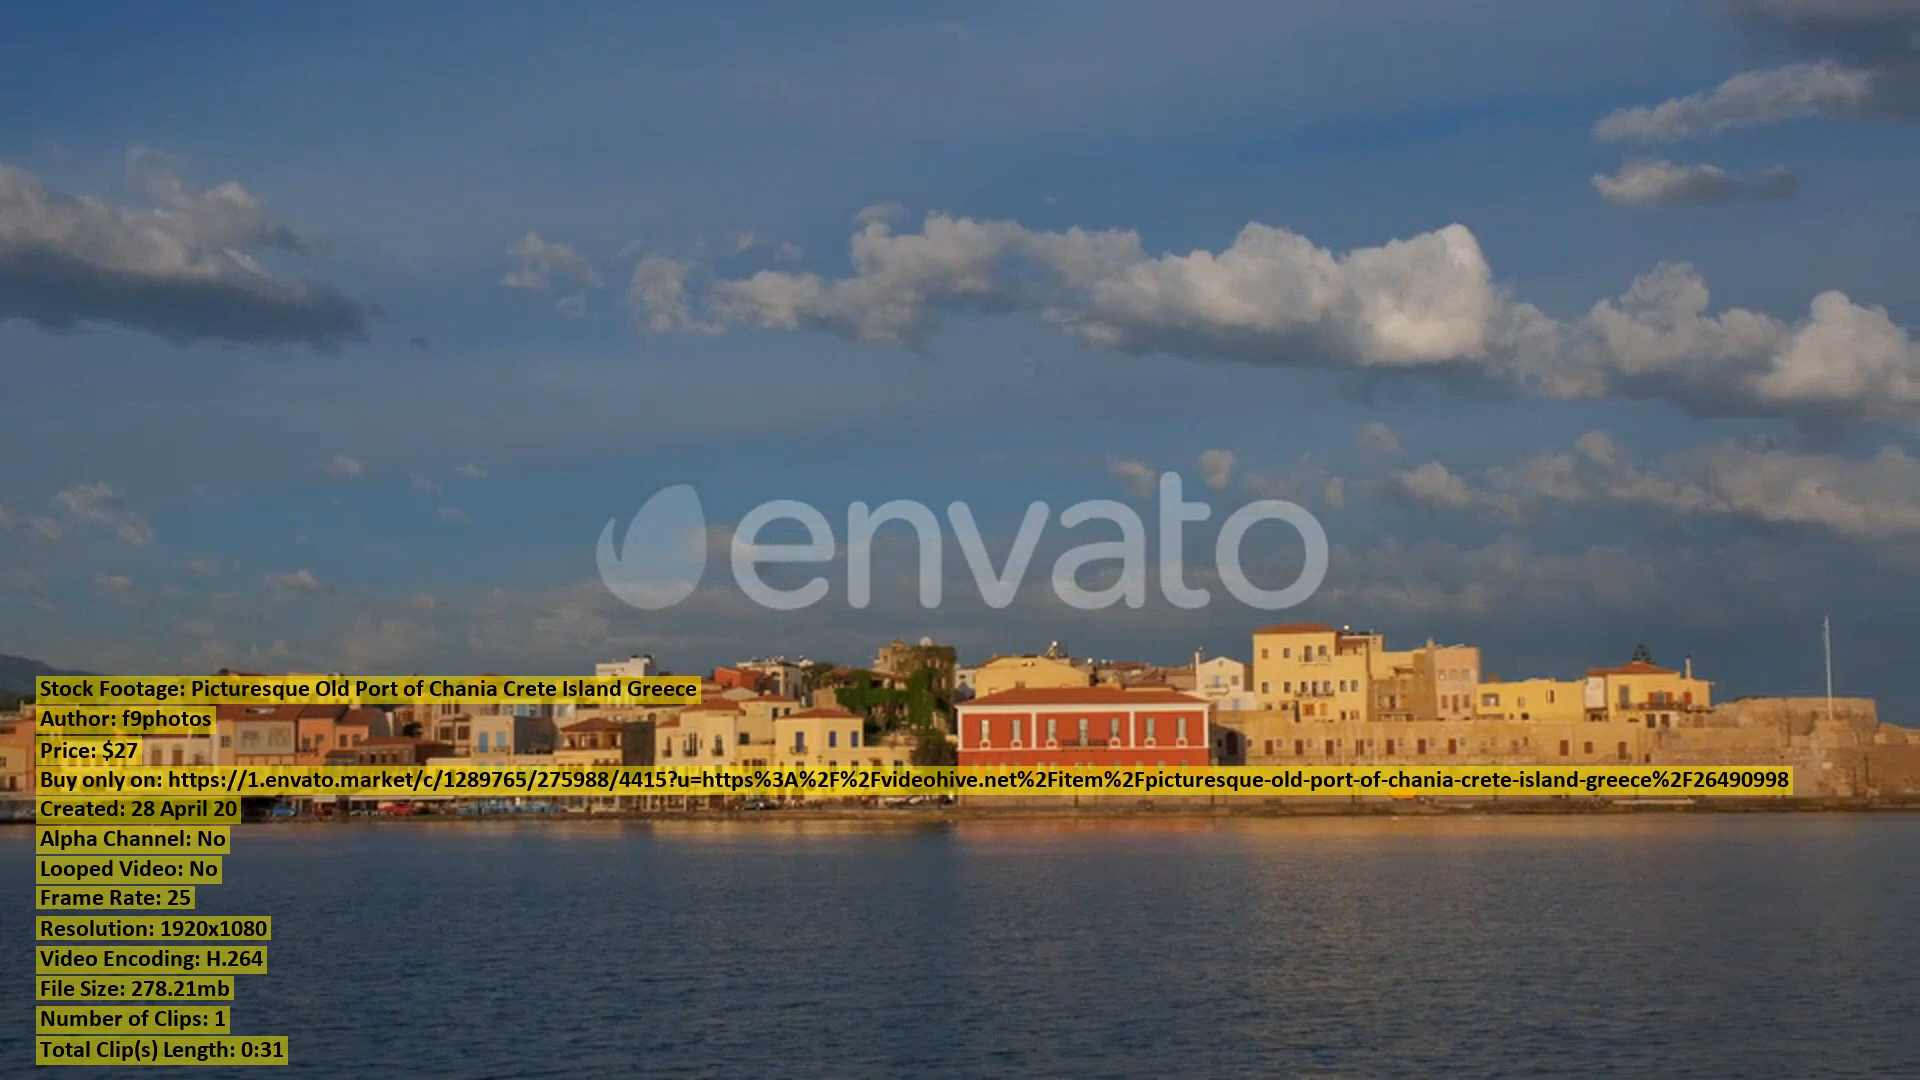 envato
Stock Footage: Picturesque Old Port of Chania Crete Island Greece
Author: f9photos
Price: $27
Buy only on: https://1.envato.market/c/1289765/275988/4415?u=https%3A%2F%2Fvideohive.net%2Fitem%2Fpicturesque-old-port-of-chania-crete-island-greece%2F26490998
Created: 28 April 20
Alpha Channel: No
Looped Video: No
Frame Rate: 25
Resolution: 1920x1080
Video Encoding: H.264
File Size: 278.21mb
Number of Clips: 1
Total Clip(s) Length: 0:31